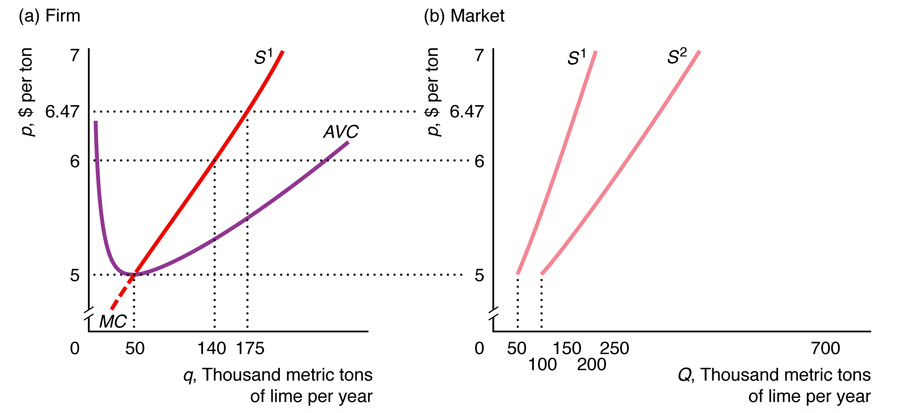 (a) Firm
p, $ per ton
7
6.47
6
5
0
S¹
AVC
MC
50 140 175
q, Thousand metric tons
of lime per year
(b) Market
p, $ per ton
7
6.47
6
5
0
S¹
S²
50 150 250 700
100 200
Q, Thousand metric tons
of lime per year